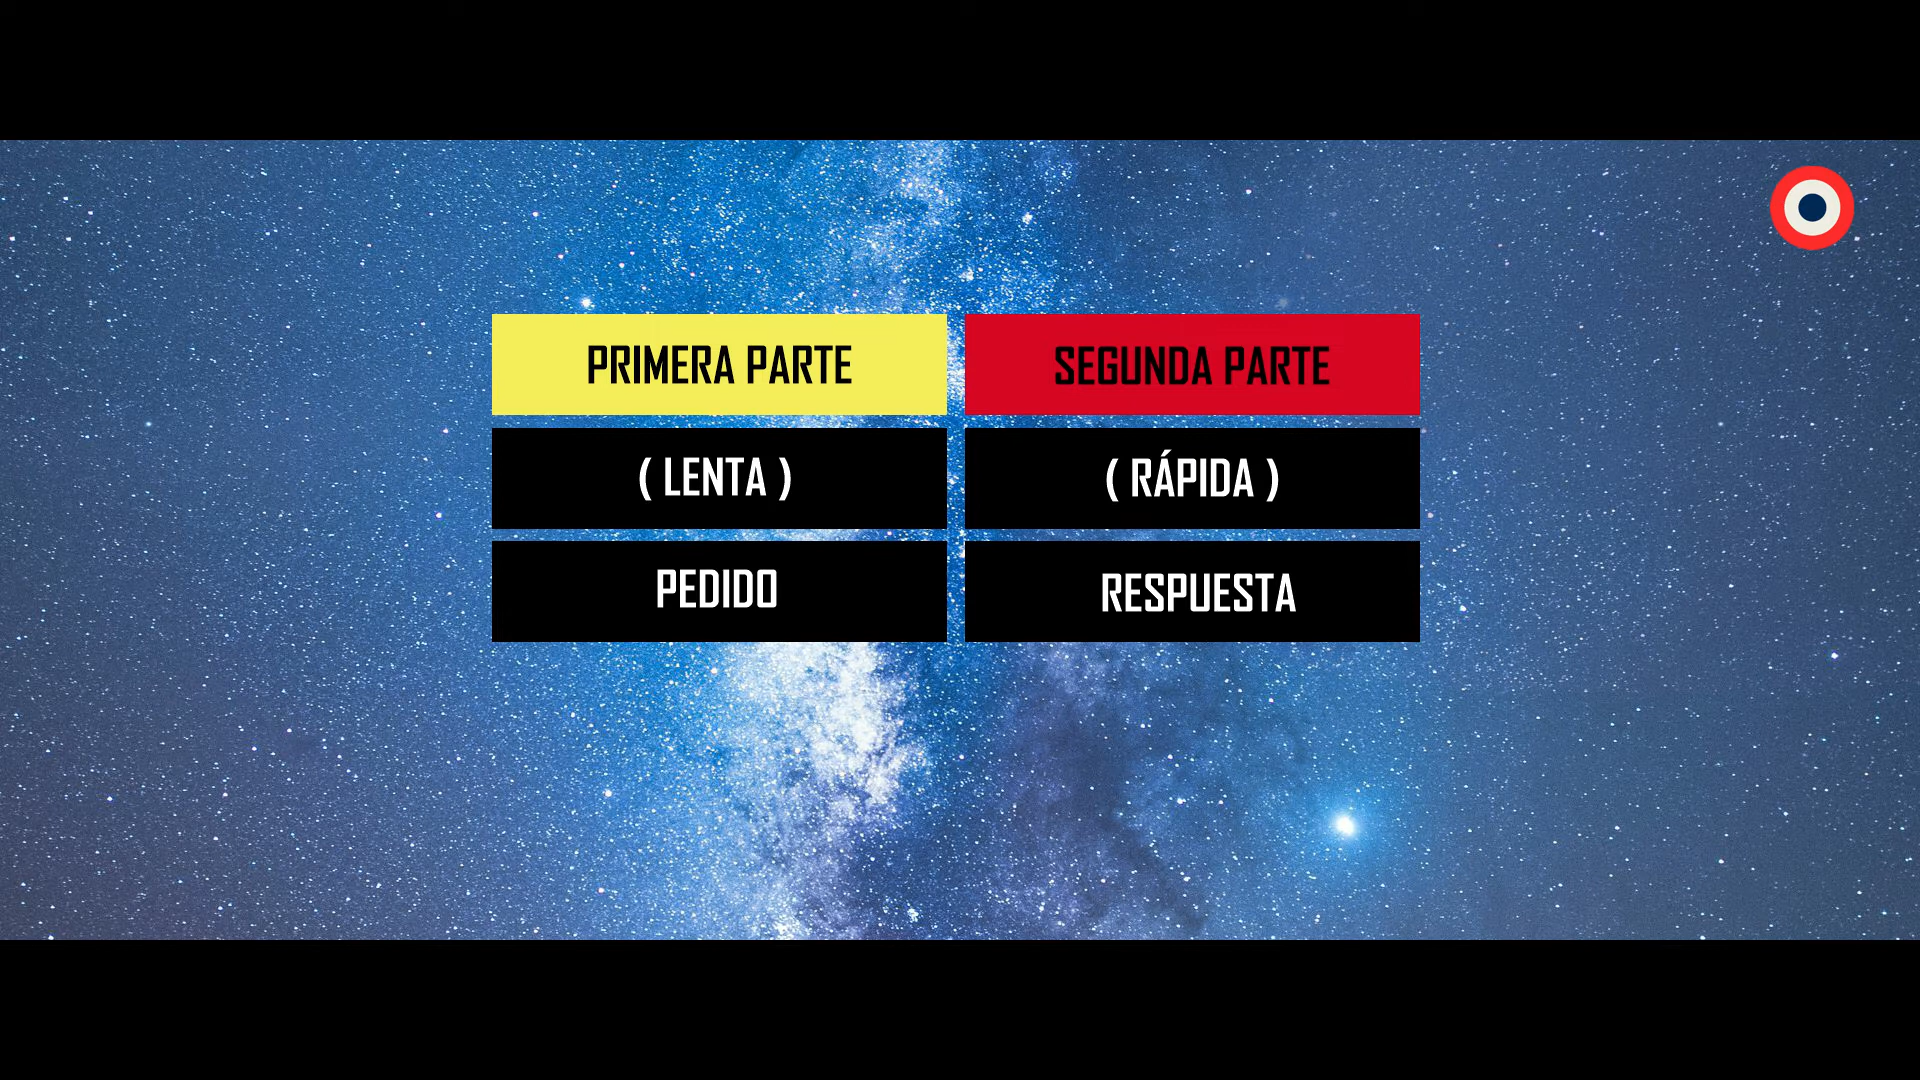 PRIMERA PARTE
SEGUNDA PARTE
( LENTA )
( RÁPIDA )
PEDIDO
RESPUESTA